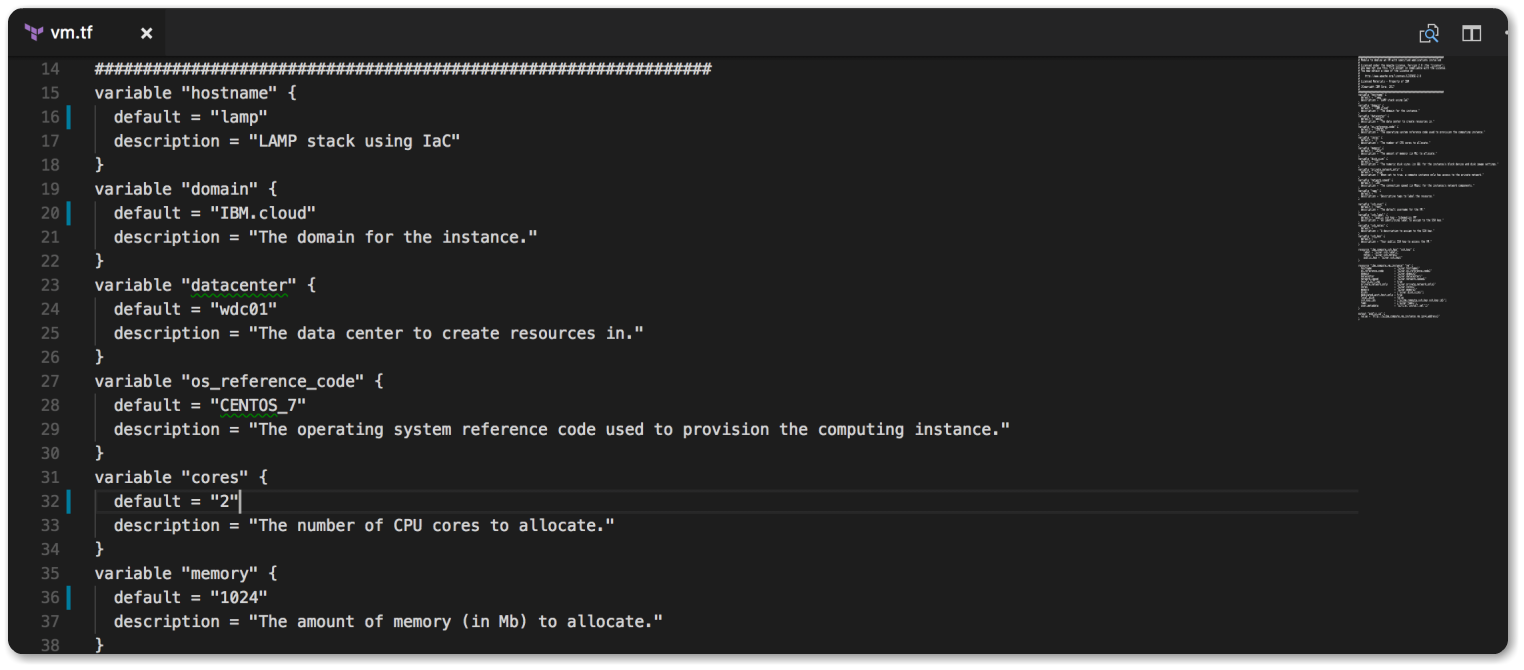 vm.tf
14 ################################################################
15 variable "hostname" {
16 default = "lamp"
17 description = "LAMP stack using IaC"
18 }
19 variable "domain" {
20 default = "IBM.cloud"
21 description = "The domain for the instance."
22 }
23 variable "datacenter" {
24 default = "wdc01"
25 description = "The data center to create resources in."
26 }
27 variable "os_reference_code" {
28 default = "CENTOS_7"
29 description = "The operating system reference code used to provision the computing instance."
30 }
31 variable "cores" {
32 default = "2"
33 description = "The number of CPU cores to allocate."
34 }
35 variable "memory" {
36 default = "1024"
37 description = "The amount of memory (in Mb) to allocate."
38 }